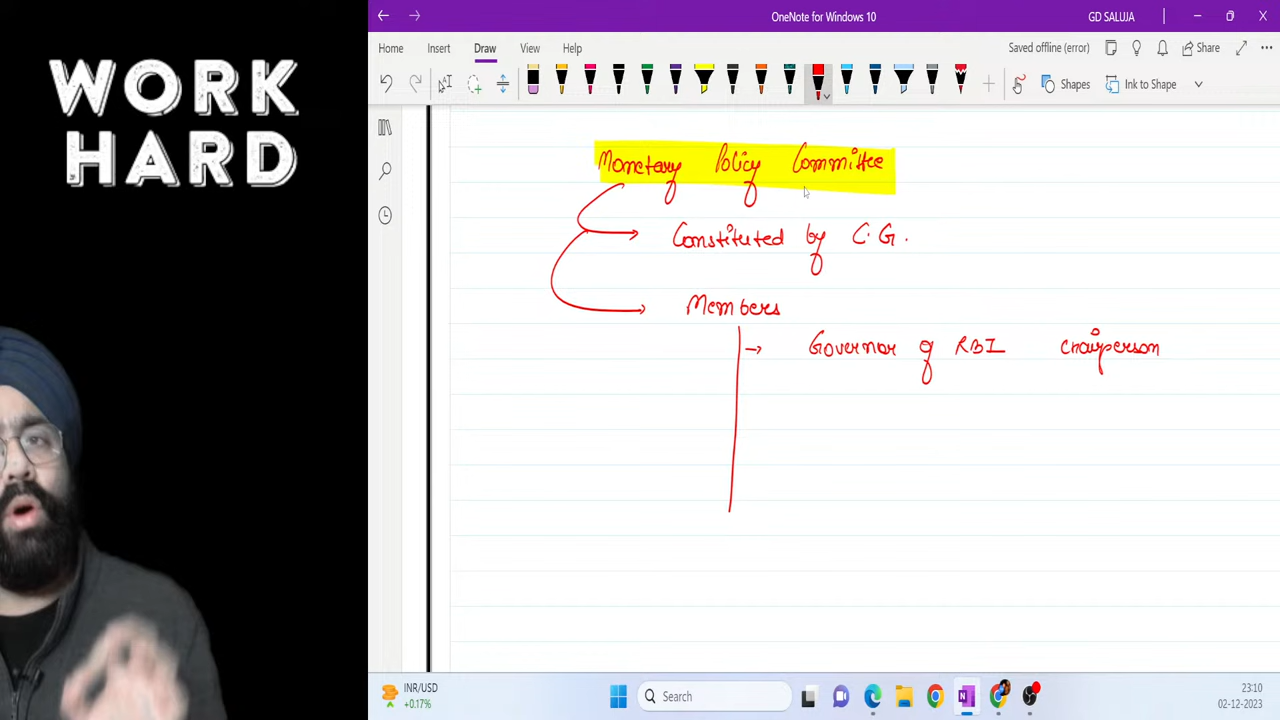 WORK
HARD
OneNote for Windows 10
GD SALUJA
Home Insert Draw View Help
Saved offline (error)
Share
Shapes
Ink to Shape
Monetary Policy Committee
Constituted by C.G.
Members
Governor of RBI Chairperson
INR/USD
+0.17%
Search
23:10
02-12-2023